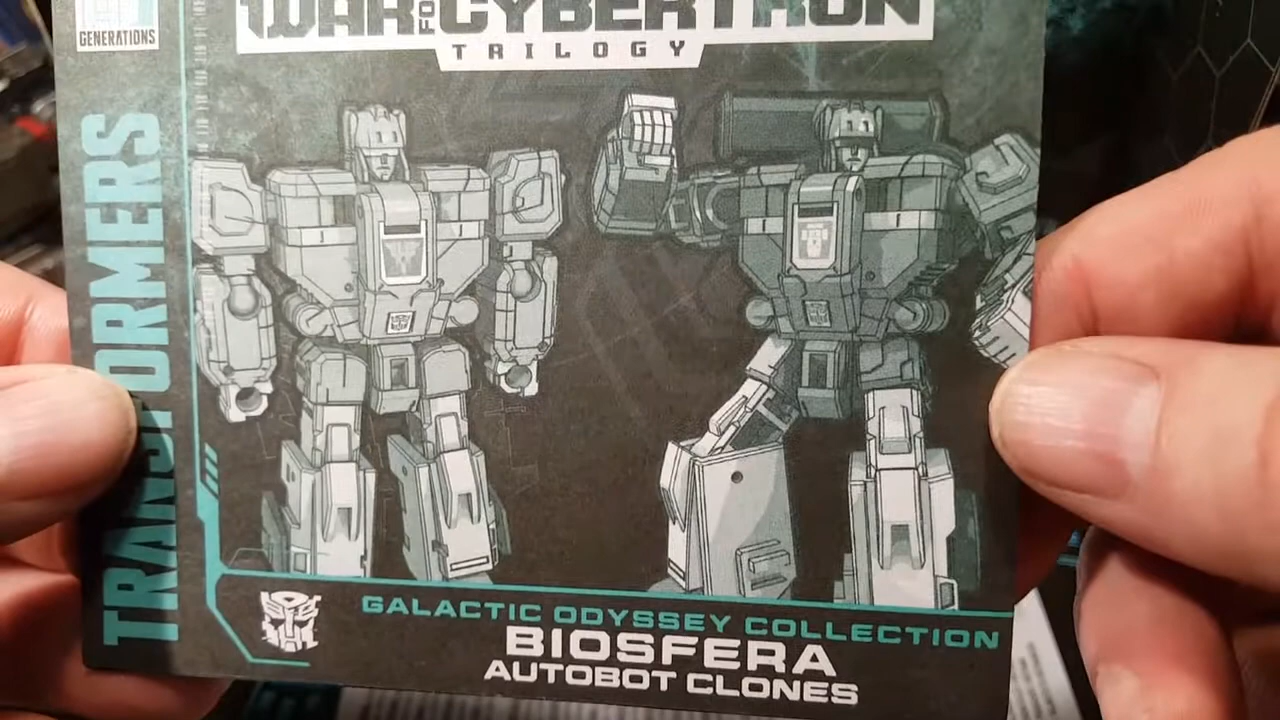 GENERATIONS
WAR FOR CYBERTRON
TRILOGY
TRANSFORMERS
GALACTIC ODYSSEY COLLECTION
BIOSFERA
AUTOBOT CLONES